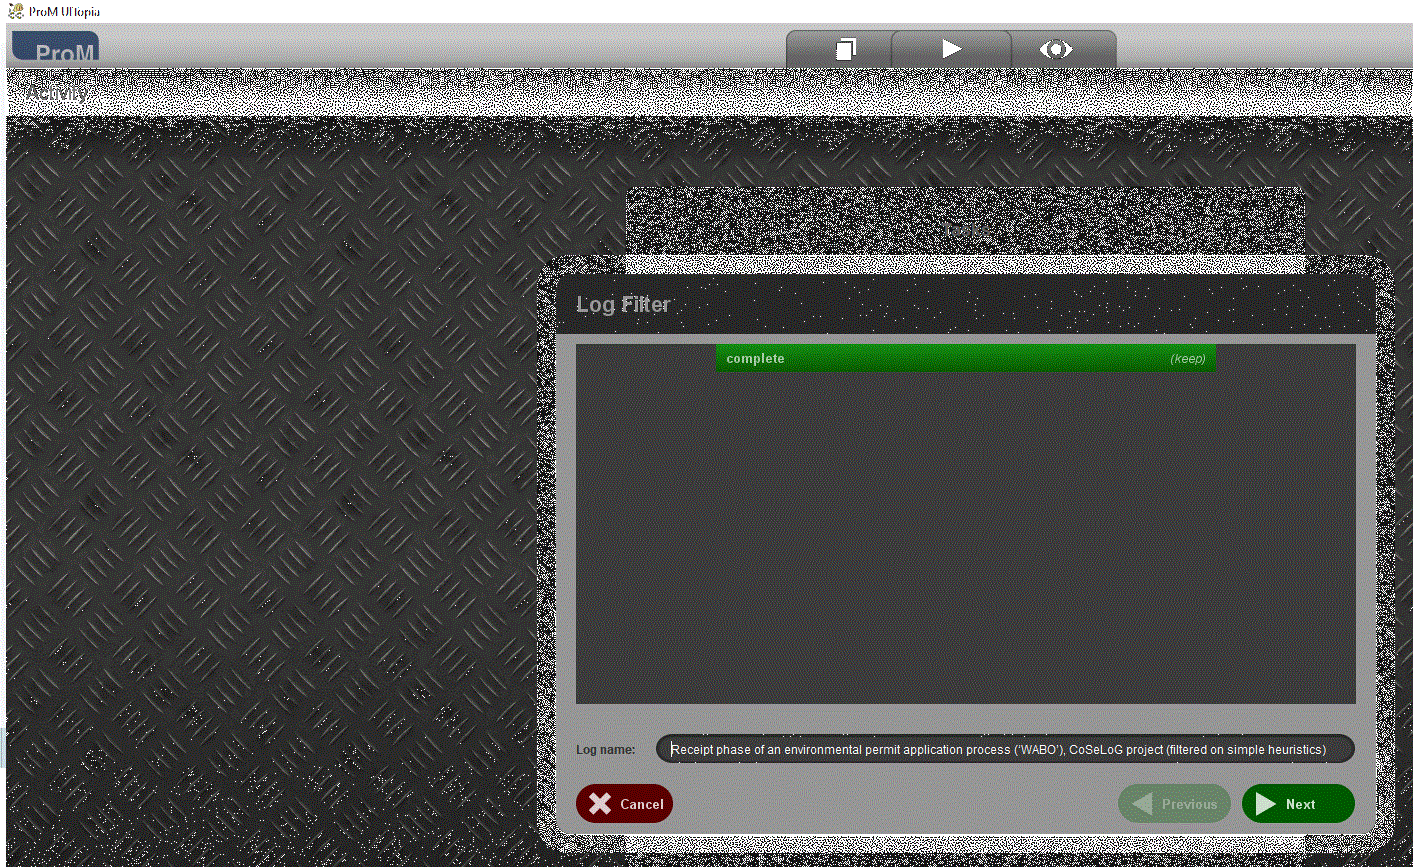 ProM UITopia
ProM
Activity
Log Filter
complete
(keep)
Log name:
Receipt phase of an environmental permit application process (‘WABO’), CoSeLoG project (filtered on simple heuristics)
Cancel
Previous
Next